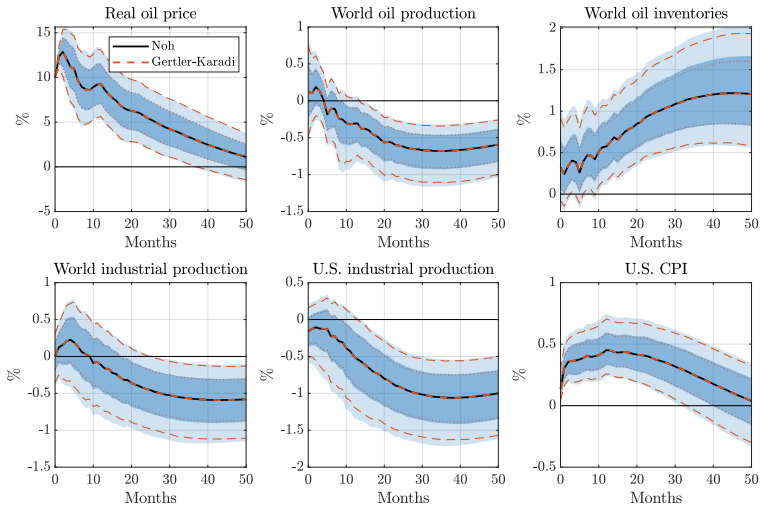 Real oil price
World oil production
World oil inventories
15
10
5
0
-5
%
0 10 20 30 40 50
Months
Noh
Gertler-Karadi
1
0.5
0
-0.5
-1
-1.5
%
0 10 20 30 40 50
Months
2
1.5
1
0.5
0
%
0 10 20 30 40 50
Months
World industrial production
U.S. industrial production
U.S. CPI
1
0.5
0
-0.5
-1
-1.5
%
0 10 20 30 40 50
Months
0.5
0
-0.5
-1
-1.5
-2
%
0 10 20 30 40 50
Months
1
0.5
0
-0.5
%
0 10 20 30 40 50
Months